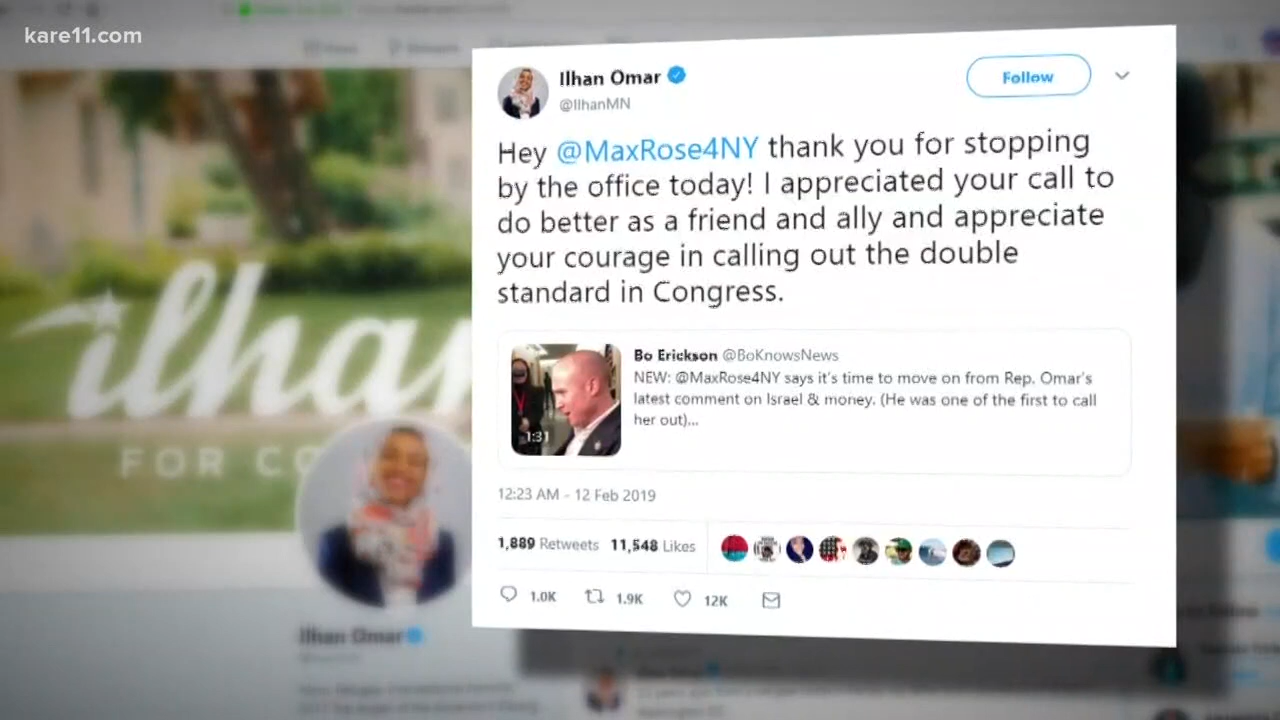 kare11.com
Ilhan Omar
@IlhanMN
Follow
Hey @MaxRose4NY thank you for stopping
by the office today! I appreciated your call to
do better as a friend and ally and appreciate
your courage in calling out the double
standard in Congress.
Bo Erickson @BoKnowsNews
NEW: @MaxRose4NY says it's time to move on from Rep. Omar's
latest comment on Israel & money. (He was one of the first to call
her out)...
1:31
12:23 AM - 12 Feb 2019
1,889 Retweets 11,548 Likes
1.0K 1.9K 12K
ilhan
FOR CO
Ilhan Omar